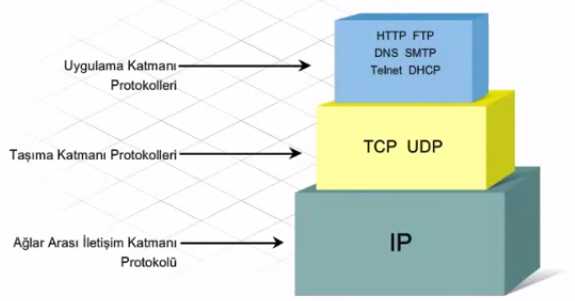 HTTP FTP
DNS SMTP
Telnet DHCP
Uygulama Katmanı
Protokolleri
TCP UDP
Taşıma Katmanı Protokolleri
IP
Ağlar Arası İletişim Katmanı
Protokolü